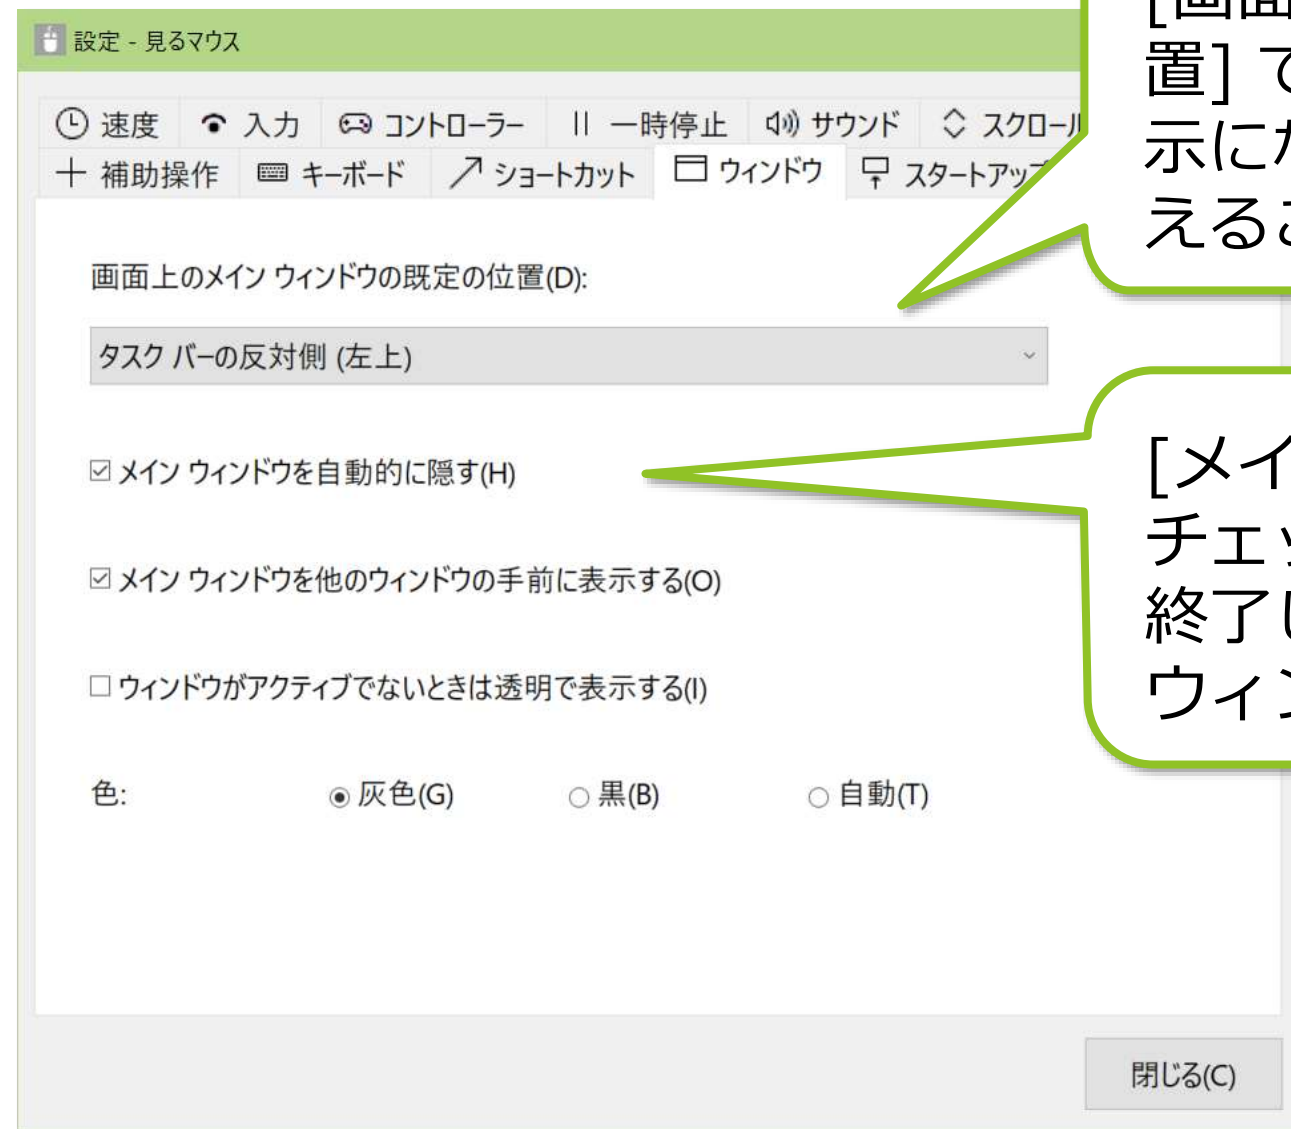 設定 - 見るマウス
速度 入力 コントローラー 一時停止 サウンド スクロール
補助操作 キーボード ショートカット ウィンドウ スタートアップ
画面上のメイン ウィンドウの既定の位置(D):
タスク バーの反対側 (左上)
☑ メイン ウィンドウを自動的に隠す(H)
☑ メイン ウィンドウを他のウィンドウの手前に表示する(O)
☐ ウィンドウがアクティブでないときは透明で表示する(I)
色: 灰色(G) 黒(B) 自動(T)
閉じる(C)
[画面
置] で
示に
えるこ
[メイ
チェッ
終了し
ウィン